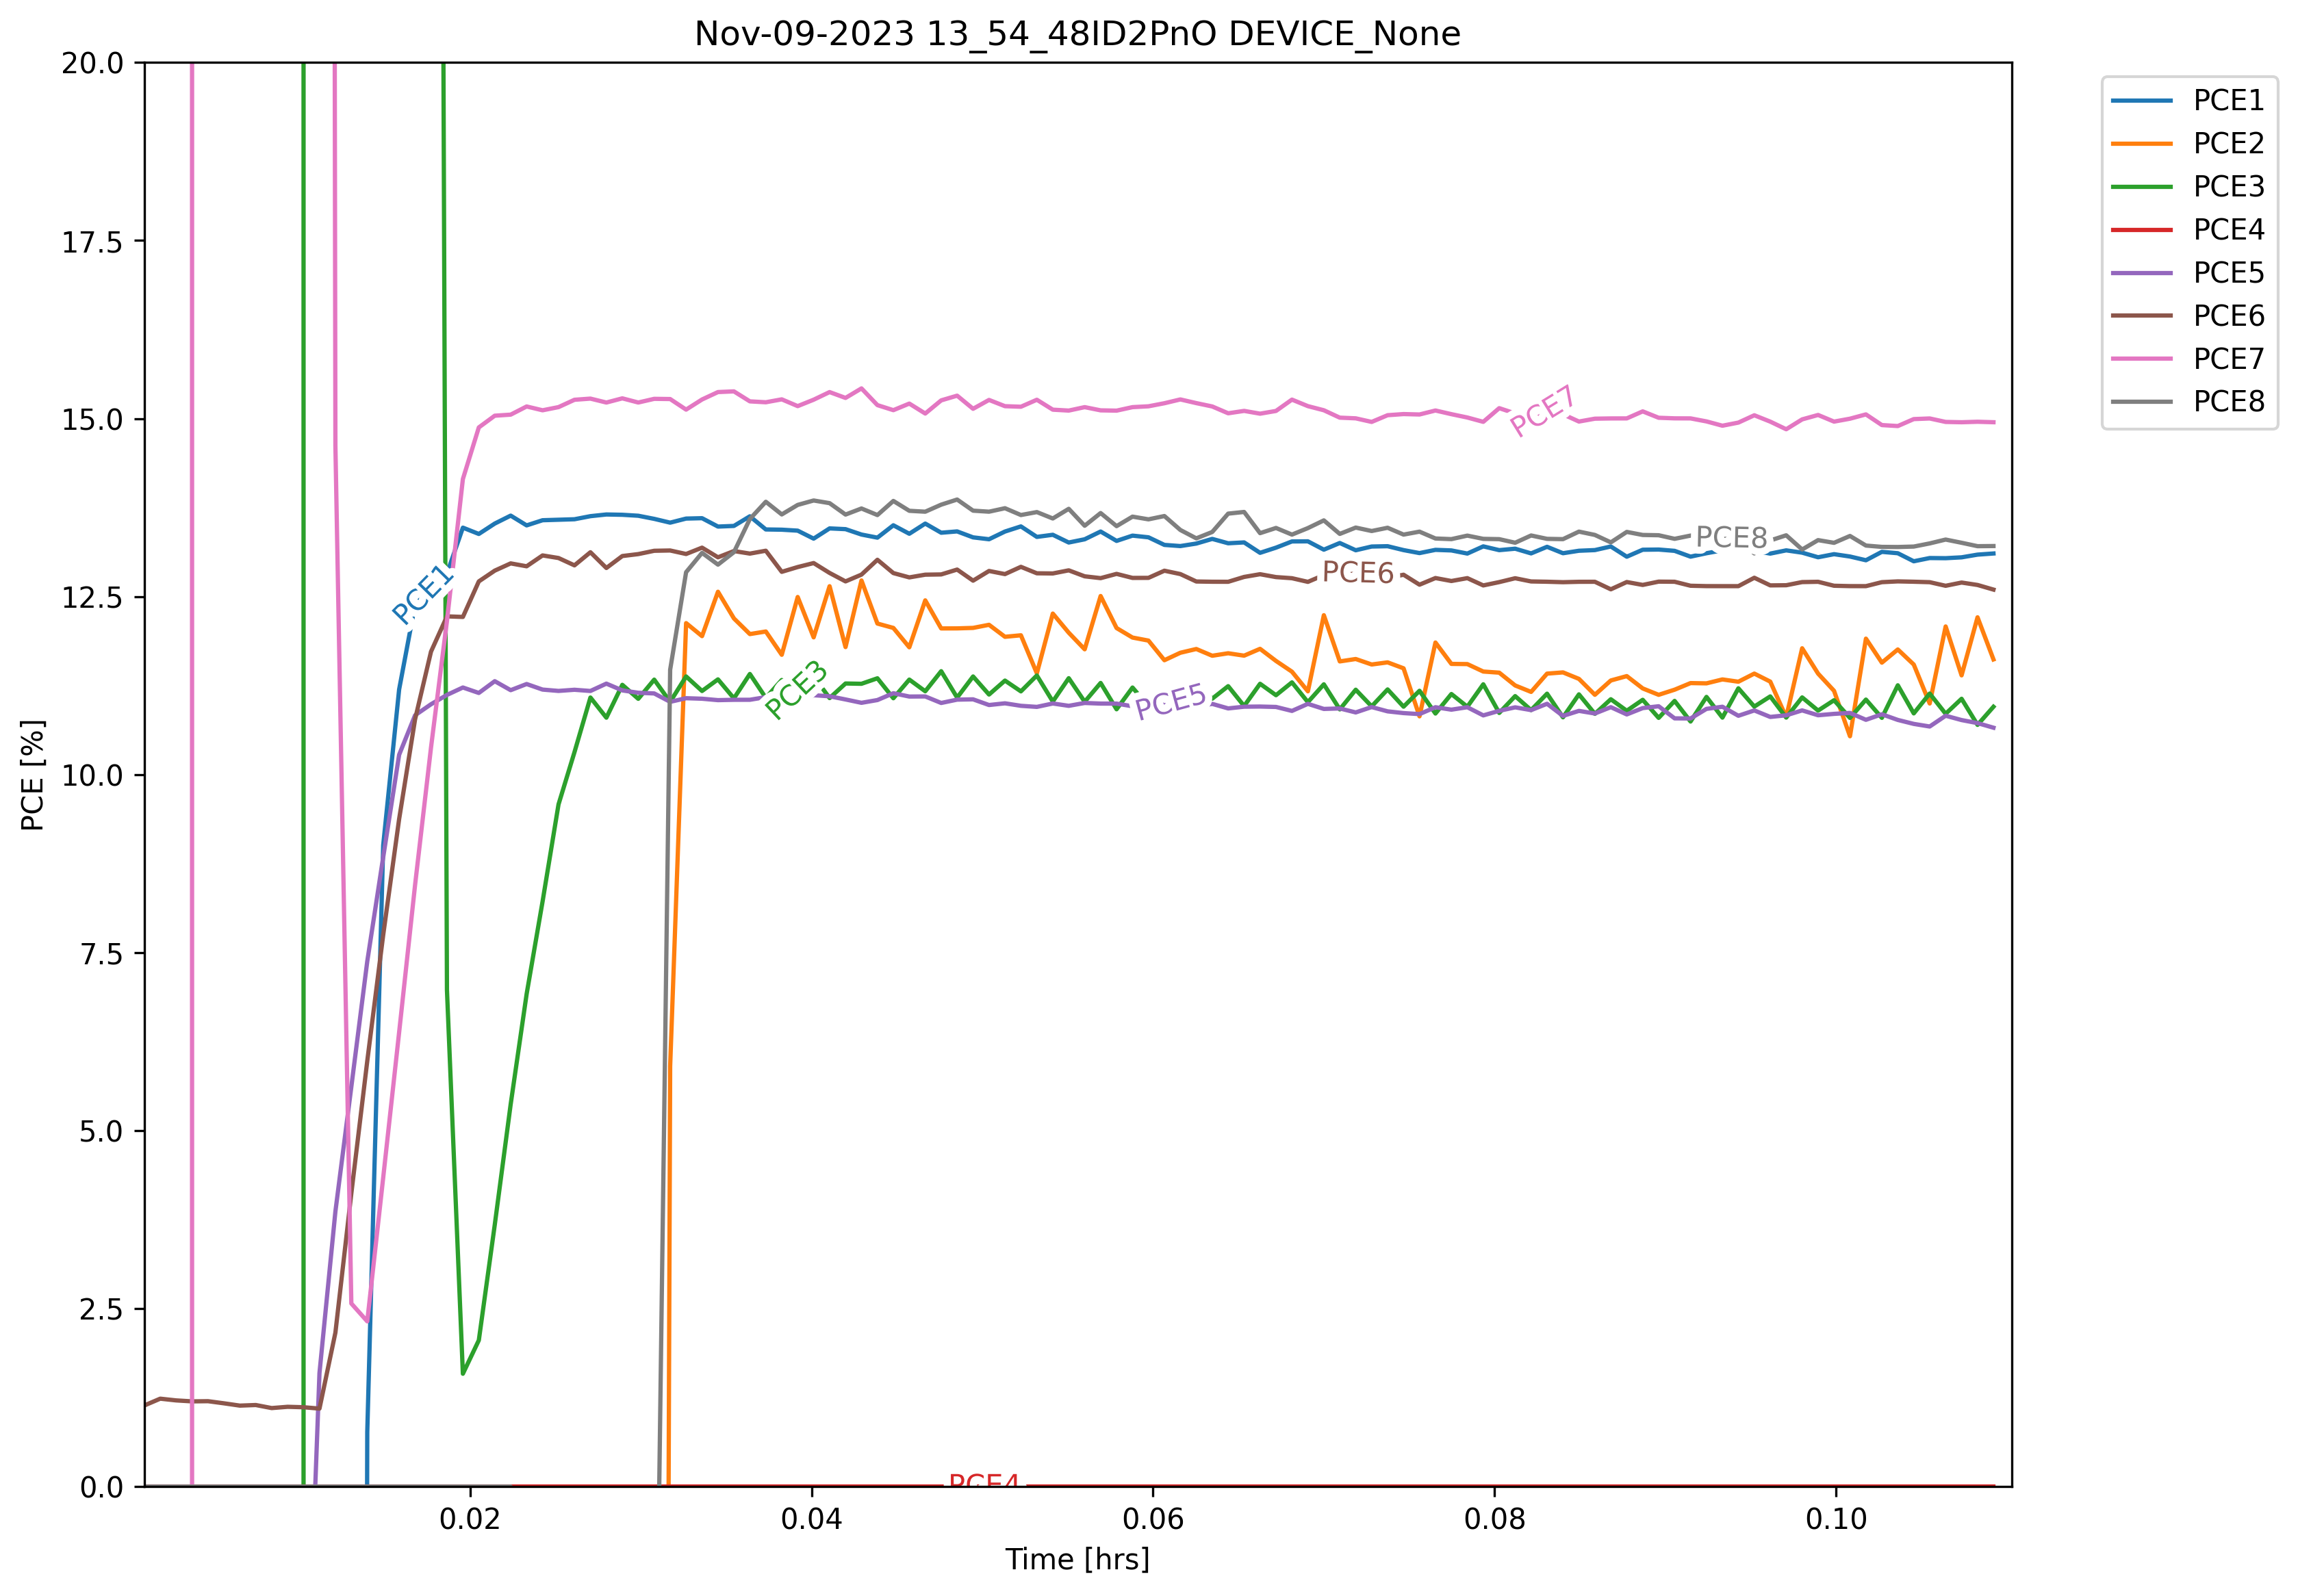 Nov-09-2023 13_54_48ID2PnO DEVICE_None
20.0
17.5
15.0
12.5
10.0
7.5
5.0
2.5
0.0
PCE [%]
0.02
0.04
0.06
0.08
0.10
Time [hrs]
PCE1
PCE3
PCE4
PCE5
PCE6
PCE7
PCE8
PCE1
PCE2
PCE3
PCE4
PCE5
PCE6
PCE7
PCE8